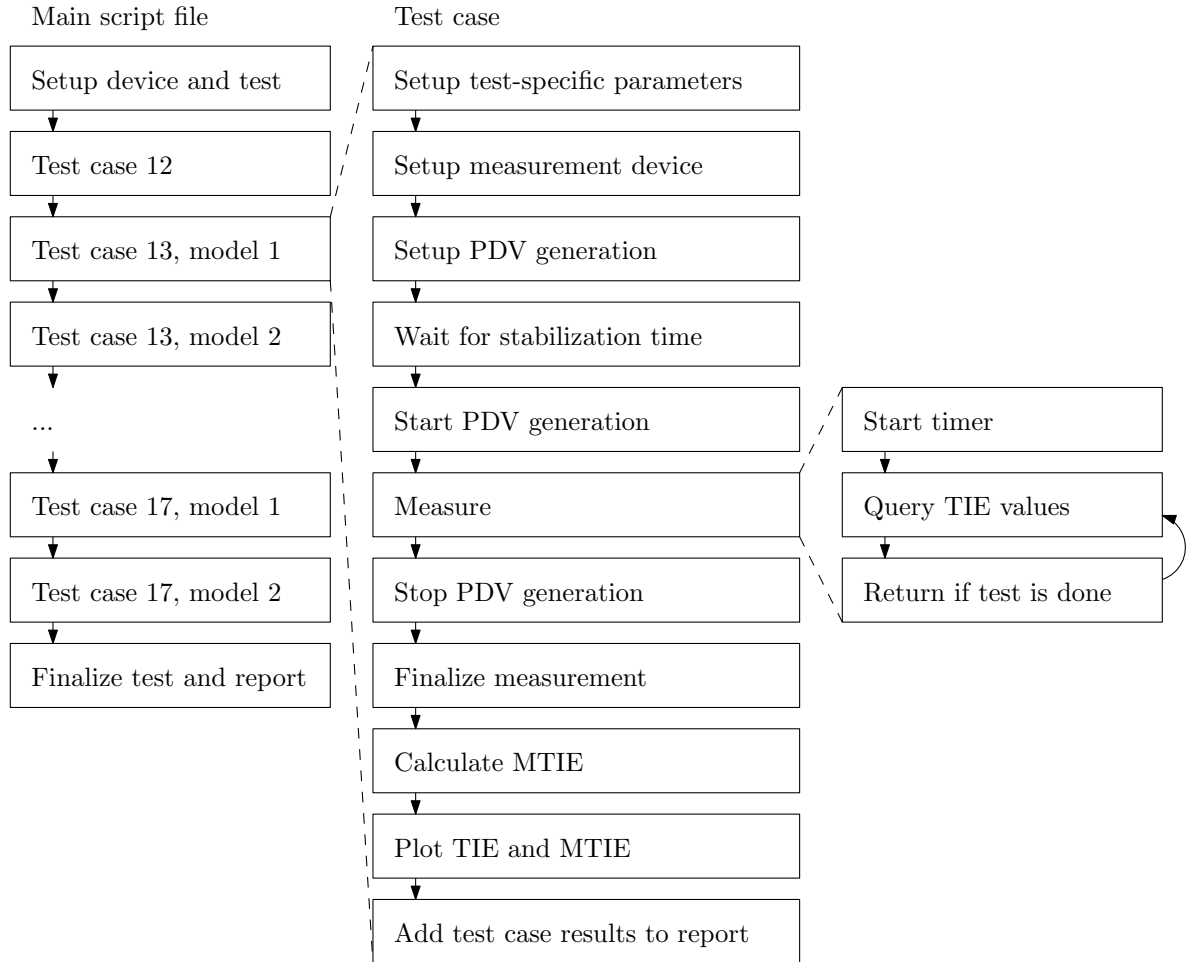 Main script file
Setup device and test
Test case 12
Test case 13, model 1
Test case 13, model 2
...
Test case 17, model 1
Test case 17, model 2
Finalize test and report
Test case
Setup test-specific parameters
Setup measurement device
Setup PDV generation
Wait for stabilization time
Start PDV generation
Measure
Stop PDV generation
Finalize measurement
Calculate MTIE
Plot TIE and MTIE
Add test case results to report
Start timer
Query TIE values
Return if test is done